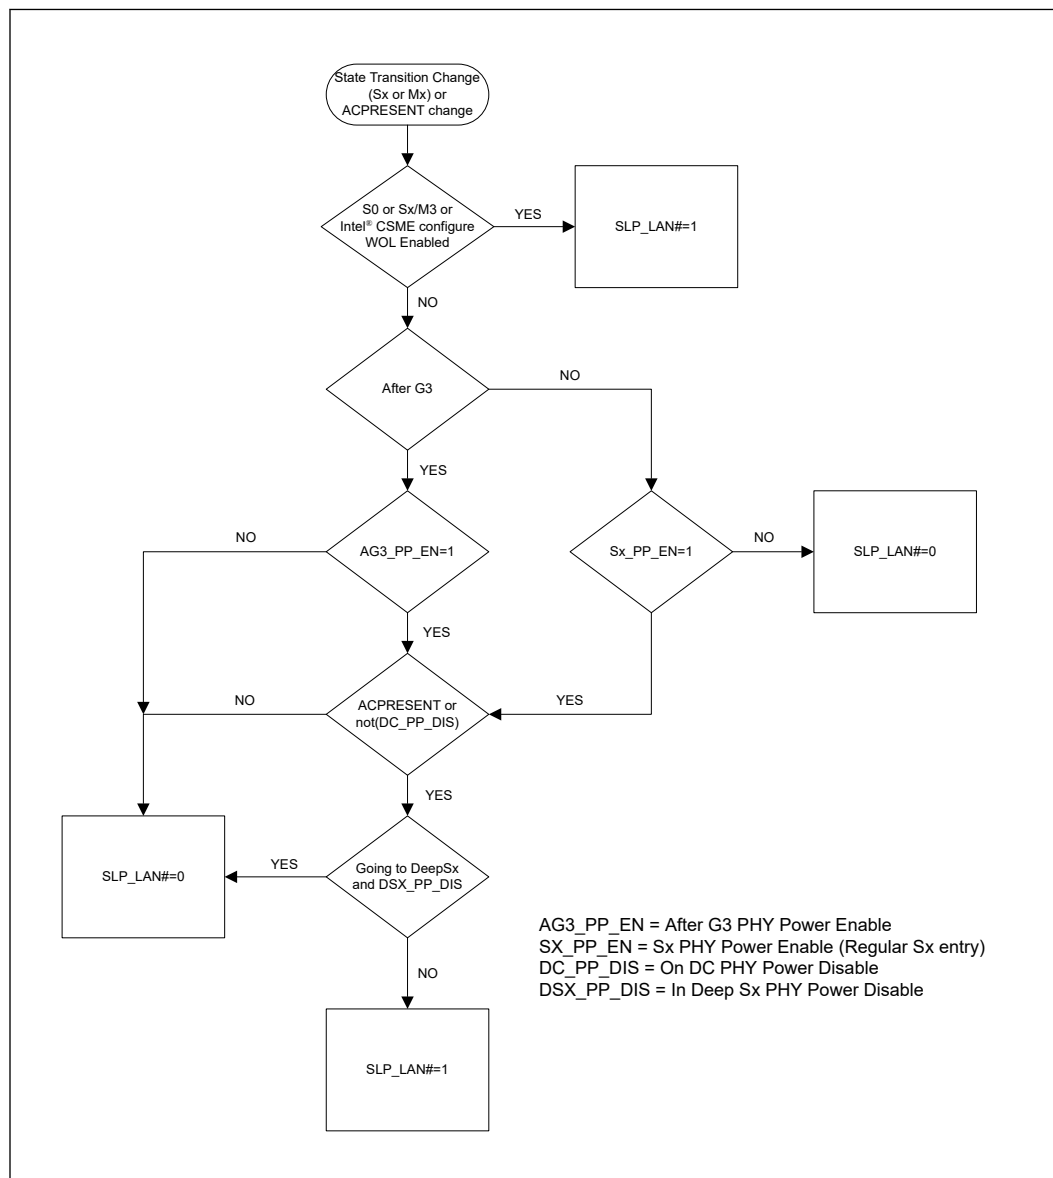 State Transition Change
(Sx or Mx) or
ACPRESENT change
S0 or Sx/M3 or
Intel® CSME configure
WOL Enabled
YES
SLP_LAN#=1
NO
After G3
NO
YES
NO
AG3_PP_EN=1
Sx_PP_EN=1
NO
SLP_LAN#=0
YES
NO
ACPRESENT or
not(DC_PP_DIS)
YES
YES
SLP_LAN#=0
YES
Going to DeepSx
and DSX_PP_DIS
AG3_PP_EN = After G3 PHY Power Enable
SX_PP_EN = Sx PHY Power Enable (Regular Sx entry)
DC_PP_DIS = On DC PHY Power Disable
DSX_PP_DIS = In Deep Sx PHY Power Disable
NO
SLP_LAN#=1